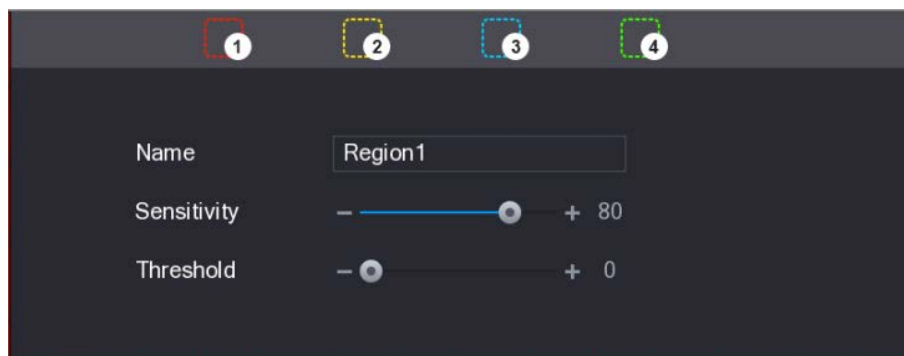 1 2 3 4
Name Region1
Sensitivity − + 80
Threshold − + 0